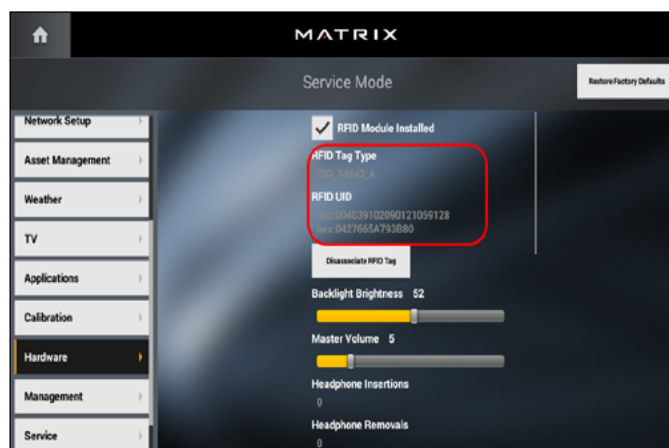 MATRIX
Service Mode
Restore Factory Defaults
Network Setup
Asset Management
Weather
TV
Applications
Calibration
Hardware
Management
Service
RFID Module Installed
RFID Tag Type
ISO_14443_A
RFID UID
dec:00403910209012105​9128
hex:0427665A793B80
Disassociate RFID Tag
Backlight Brightness 52
Master Volume 5
Headphone Insertions
0
Headphone Removals
0